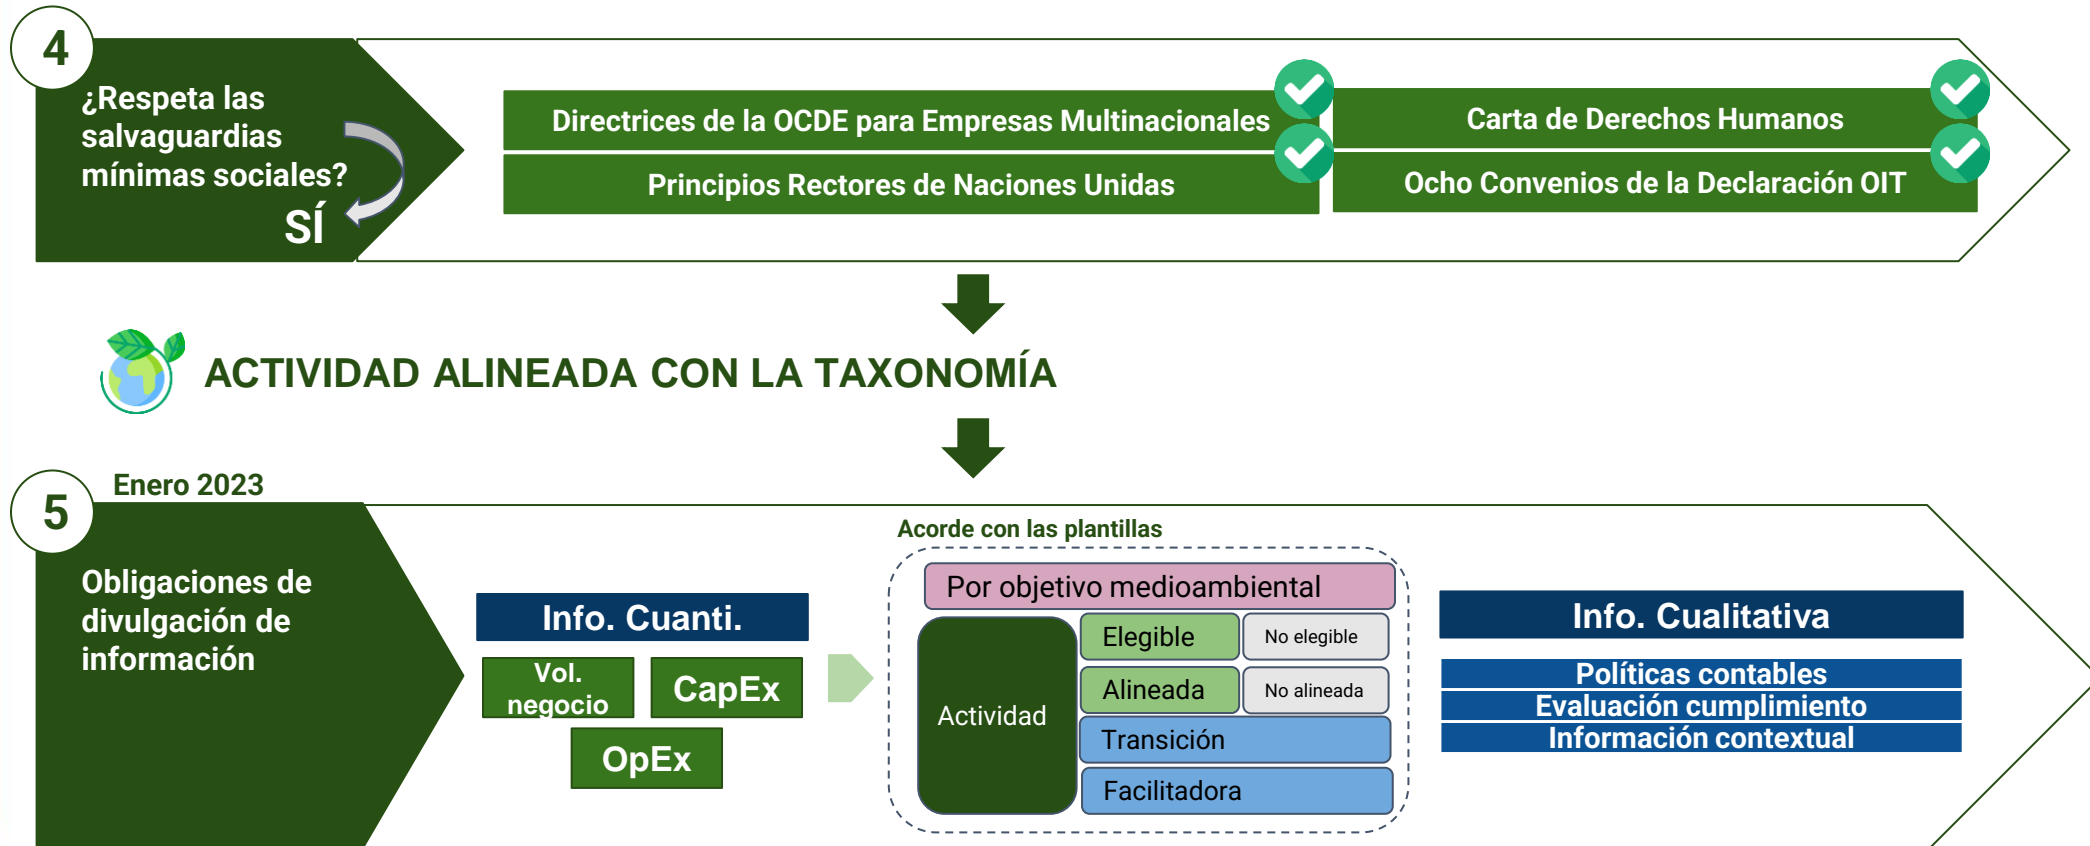 4
¿Respeta las
salvaguardias
mínimas sociales?
SÍ
Directrices de la OCDE para Empresas Multinacionales
Carta de Derechos Humanos
Principios Rectores de Naciones Unidas
Ocho Convenios de la Declaración OIT
ACTIVIDAD ALINEADA CON LA TAXONOMÍA
Enero 2023
5
Obligaciones de
divulgación de
información
Info. Cuanti.
Vol.
negocio
CapEx
OpEx
Acorde con las plantillas
Por objetivo medioambiental
Actividad
Elegible
No elegible
Alineada
No alineada
Transición
Facilitadora
Info. Cualitativa
Políticas contables
Evaluación cumplimiento
Información contextual